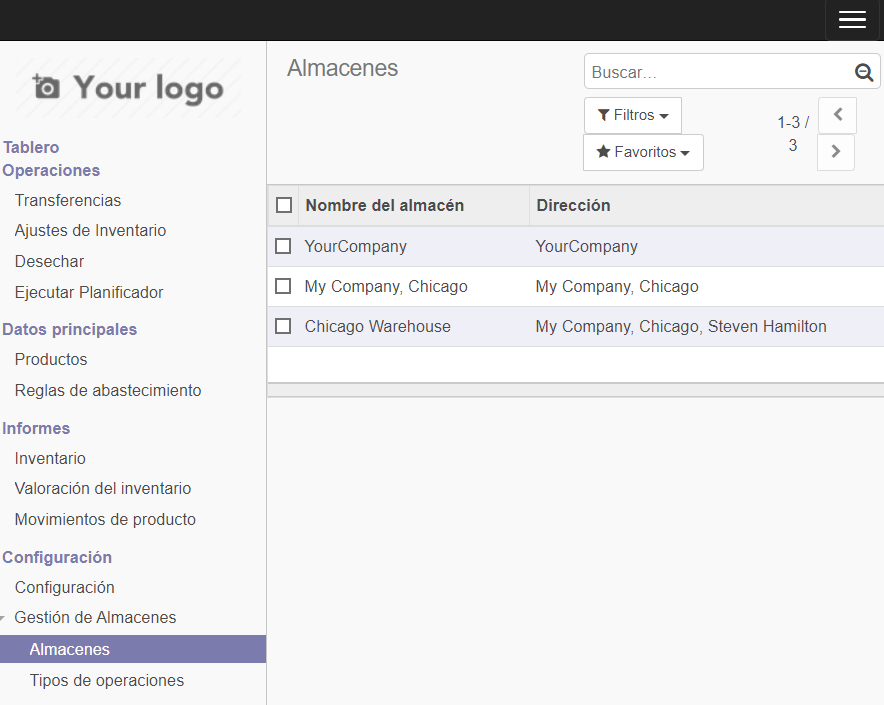 Your logo
Tablero
Operaciones
Transferencias
Ajustes de Inventario
Desechar
Ejecutar Planificador
Datos principales
Productos
Reglas de abastecimiento
Informes
Inventario
Valoración del inventario
Movimientos de producto
Configuración
Configuración
Gestión de Almacenes
Almacenes
Tipos de operaciones
Almacenes
Buscar...
Filtros
Favoritos
1-3 /
3
Nombre del almacén Dirección
YourCompany YourCompany
My Company, Chicago My Company, Chicago
Chicago Warehouse My Company, Chicago, Steven Hamilton